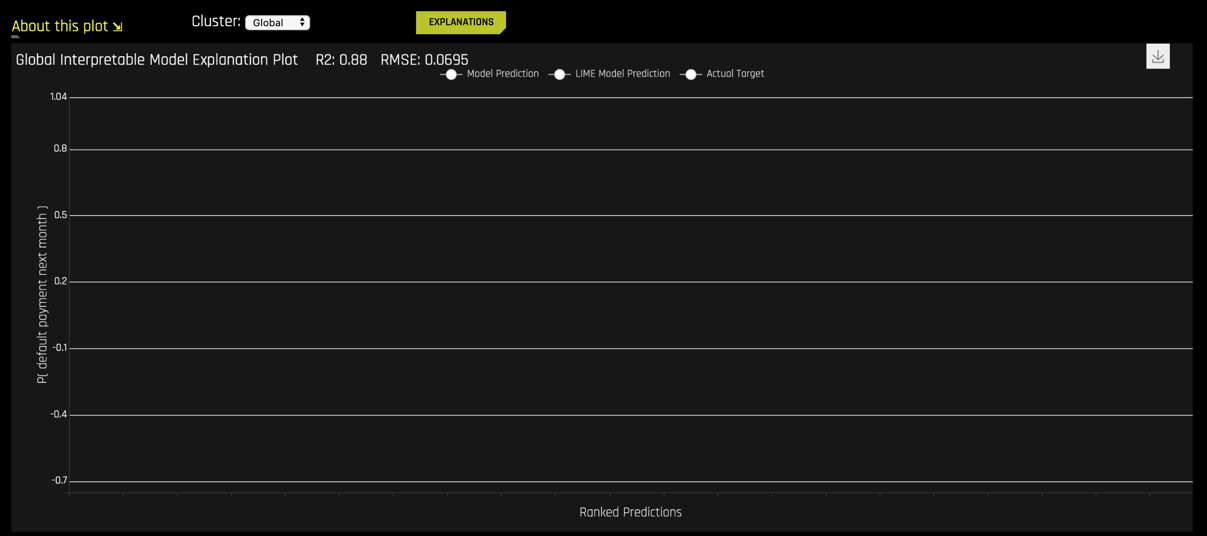 About this plot ⇲
Cluster: Global
EXPLANATIONS
Global Interpretable Model Explanation Plot R2: 0.88 RMSE: 0.0695
Model Prediction LIME Model Prediction Actual Target
1.04
0.8
0.5
0.2
-0.1
-0.4
-0.7
P( default payment next month )
Ranked Predictions